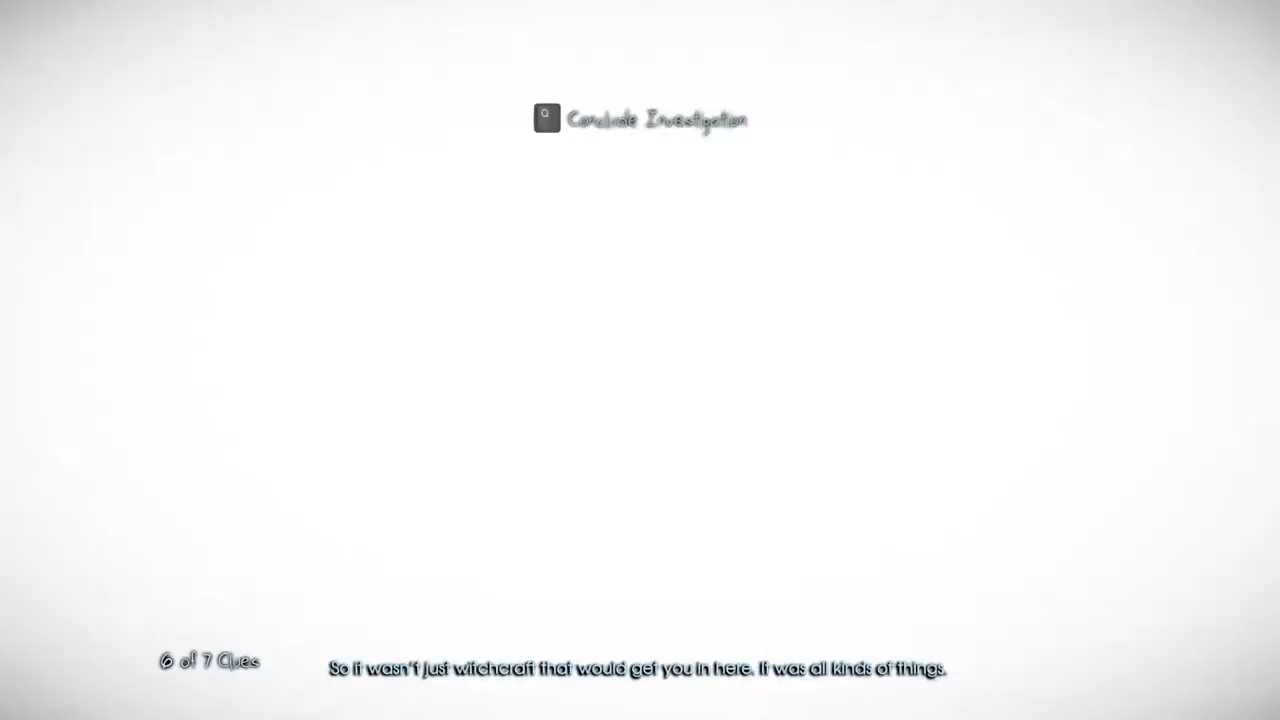 Q Conclude Investigation
6 of 7 Clues
So it wasn't just witchcraft that would get you in here. It was all kinds of things.